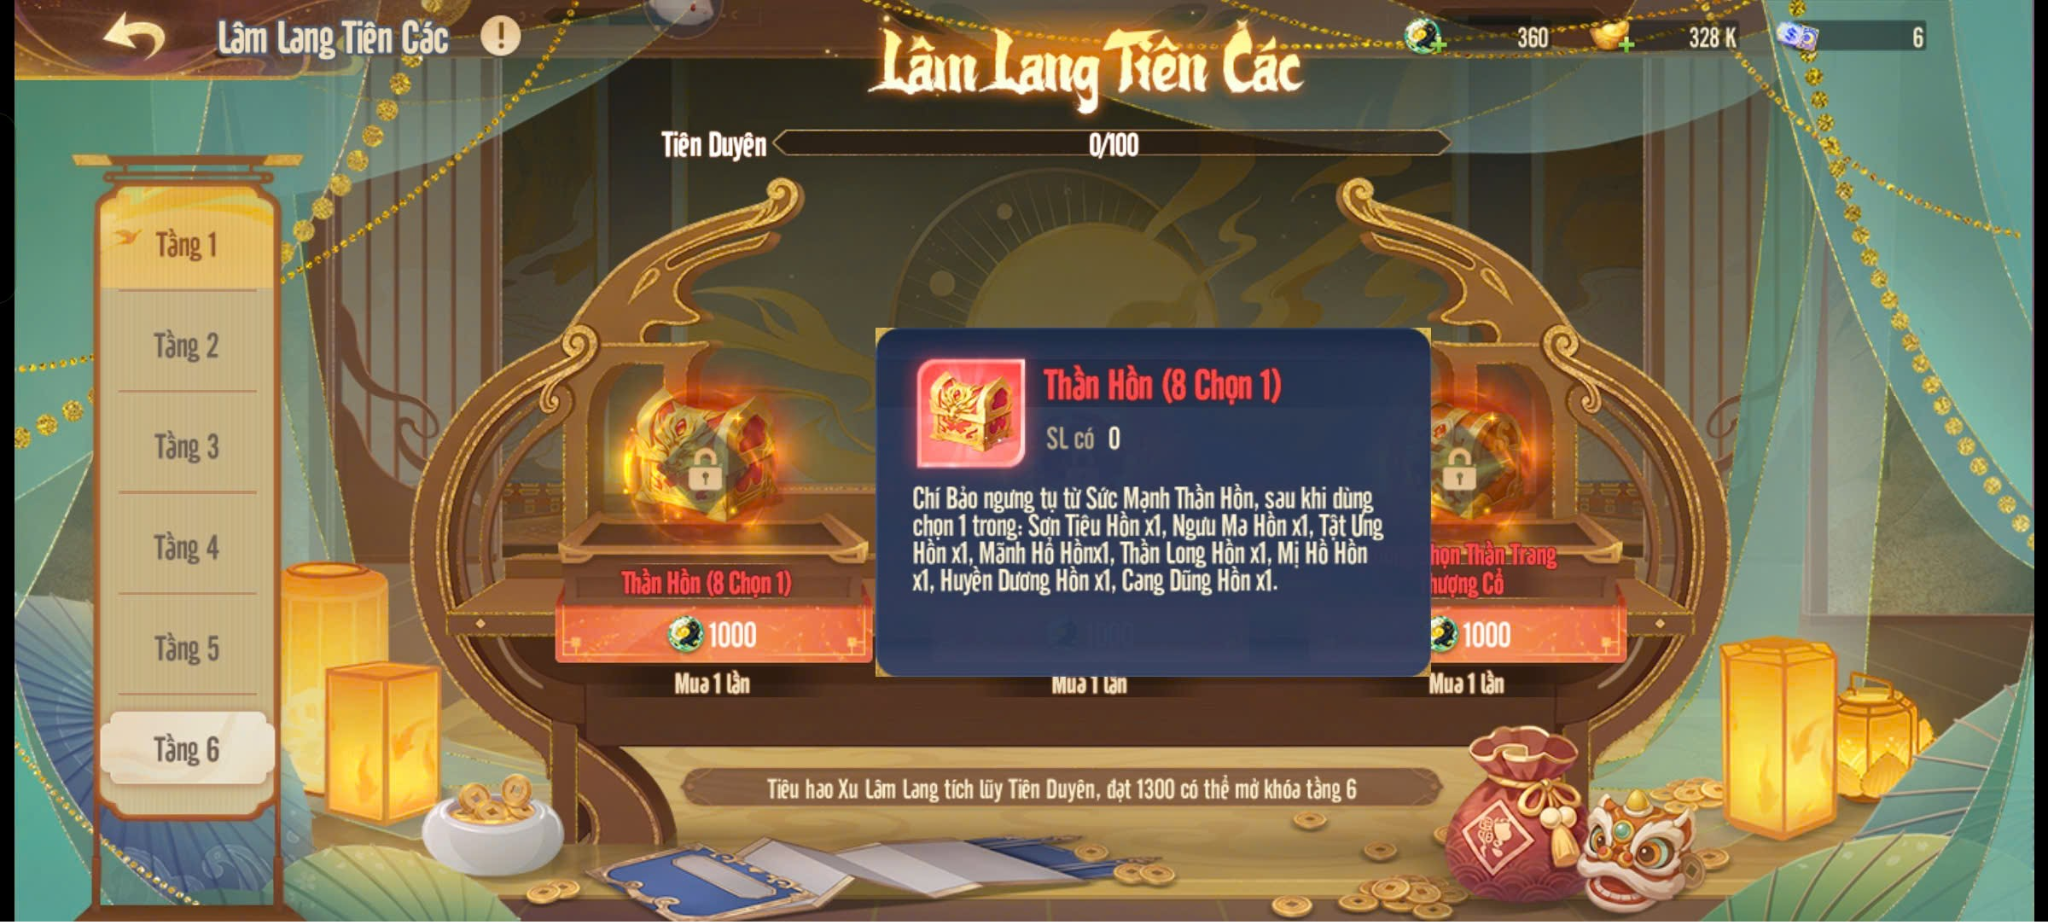 Lâm Lang Tiên Các
!
Lâm Lang Tiên Các
360
328 K
6
Tiên Duyên
0/100
Tầng 1
Tầng 2
Tầng 3
Tầng 4
Tầng 5
Tầng 6
Thần Hồn (8 Chọn 1)
SL có 0
Chí Bảo ngưng tụ từ Sức Mạnh Thần Hồn, sau khi dùng
chọn 1 trong: Sơn Tiêu Hồn x1, Ngưu Ma Hồn x1, Tật Ưng
Hồn x1, Mãnh Hổ Hồnx1, Thần Long Hồn x1, Mị Hồ Hồn
x1, Huyền Dương Hồn x1, Cang Dũng Hồn x1.
Thần Hồn (8 Chọn 1)
1000
Mua 1 lần
Mua 1 lần
Thần Trang
Cổ
1000
Mua 1 lần
Tiêu hao Xu Lâm Lang tích lũy Tiên Duyên, đạt 1300 có thể mở khóa tầng 6